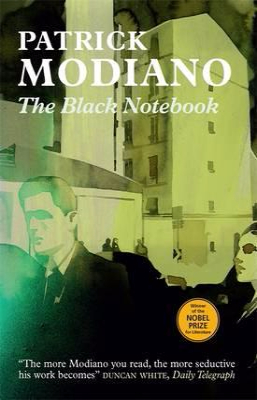 PATRICK
MODIANO
The Black Notebook
Winner
of the
NOBEL
PRIZE
for Literature
“The more Modiano you read, the more seductive
his work becomes” DUNCAN WHITE, Daily Telegraph